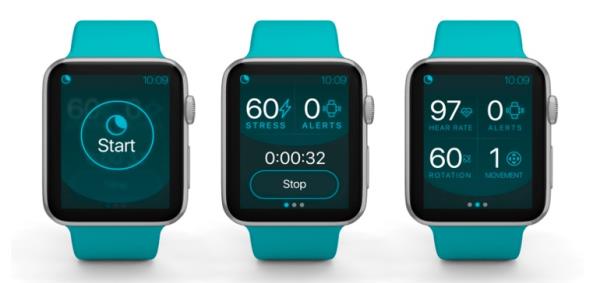 10:09
Start
10:09
60 0
STRESS ALERTS
0:00:32
Stop
10:09
97 0
HEAR RATE ALERTS
60 1
ROTATION MOVEMENT